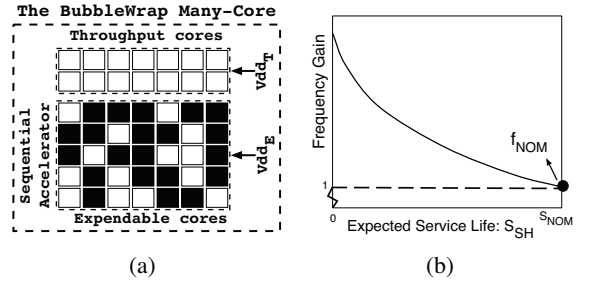 The BubbleWrap Many-Core
Throughput cores
Vdd_T
Sequential
Accelerator
Vdd_E
Expendable cores
(a)
Frequency Gain
f_NOM
1
0
S_NOM
Expected Service Life: S_SH
(b)